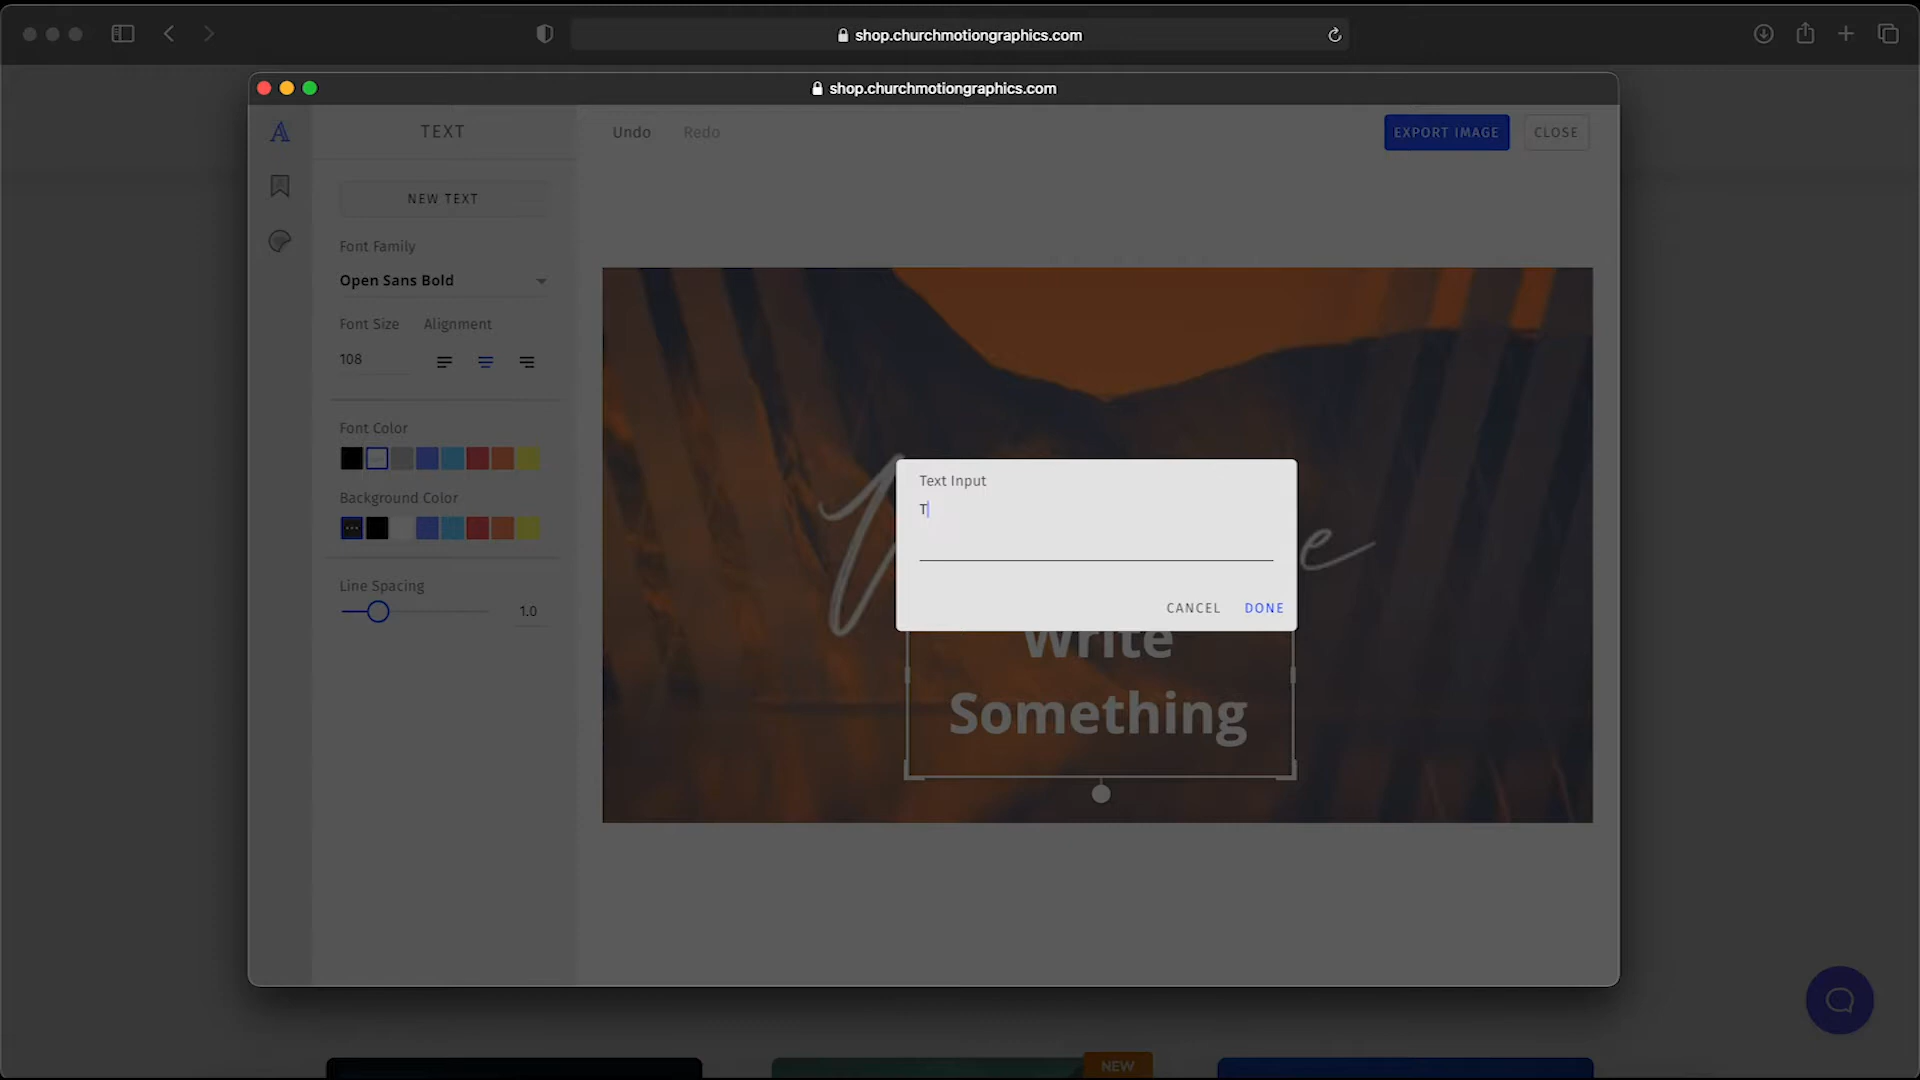 shop.churchmotiongraphics.com
shop.churchmotiongraphics.com
TEXT
Undo
Redo
EXPORT IMAGE
CLOSE
NEW TEXT
Font Family
Open Sans Bold
Font Size
Alignment
108
Font Color
Background Color
Line Spacing
1.0
Text Input
T
CANCEL
DONE
Write
Something
NEW